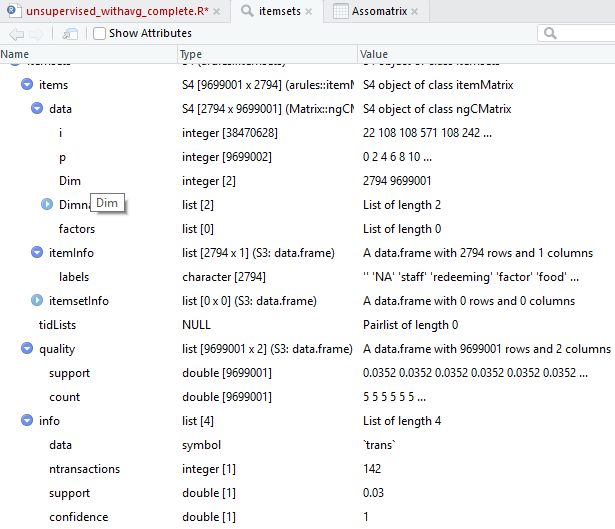 unsupervised_withavg_complete.R* × itemsets × Assomatrix ×
Show Attributes
Name Type Value
items S4 [9699001 x 2794] (arules::itemM S4 object of class itemMatrix
data S4 [2794 x 9699001] (Matrix::ngCM S4 object of class ngCMatrix
i integer [38470628] 22 108 108 571 108 242 ...
p integer [9699002] 0 2 4 6 8 10 ...
Dim integer [2] 2794 9699001
Dimna Dim list [2] List of length 2
factors list [0] List of length 0
itemInfo list [2794 x 1] (S3: data.frame) A data.frame with 2794 rows and 1 columns
labels character [2794] '' 'NA' 'staff' 'redeeming' 'factor' 'food' ...
itemsetInfo list [0 x 0] (S3: data.frame) A data.frame with 0 rows and 0 columns
tidLists NULL Pairlist of length 0
quality list [9699001 x 2] (S3: data.frame) A data.frame with 9699001 rows and 2 columns
support double [9699001] 0.0352 0.0352 0.0352 0.0352 0.0352 0.0352 ...
count double [9699001] 5 5 5 5 5 5 ...
info list [4] List of length 4
data symbol `trans`
ntransactions integer [1] 142
support double [1] 0.03
confidence double [1] 1